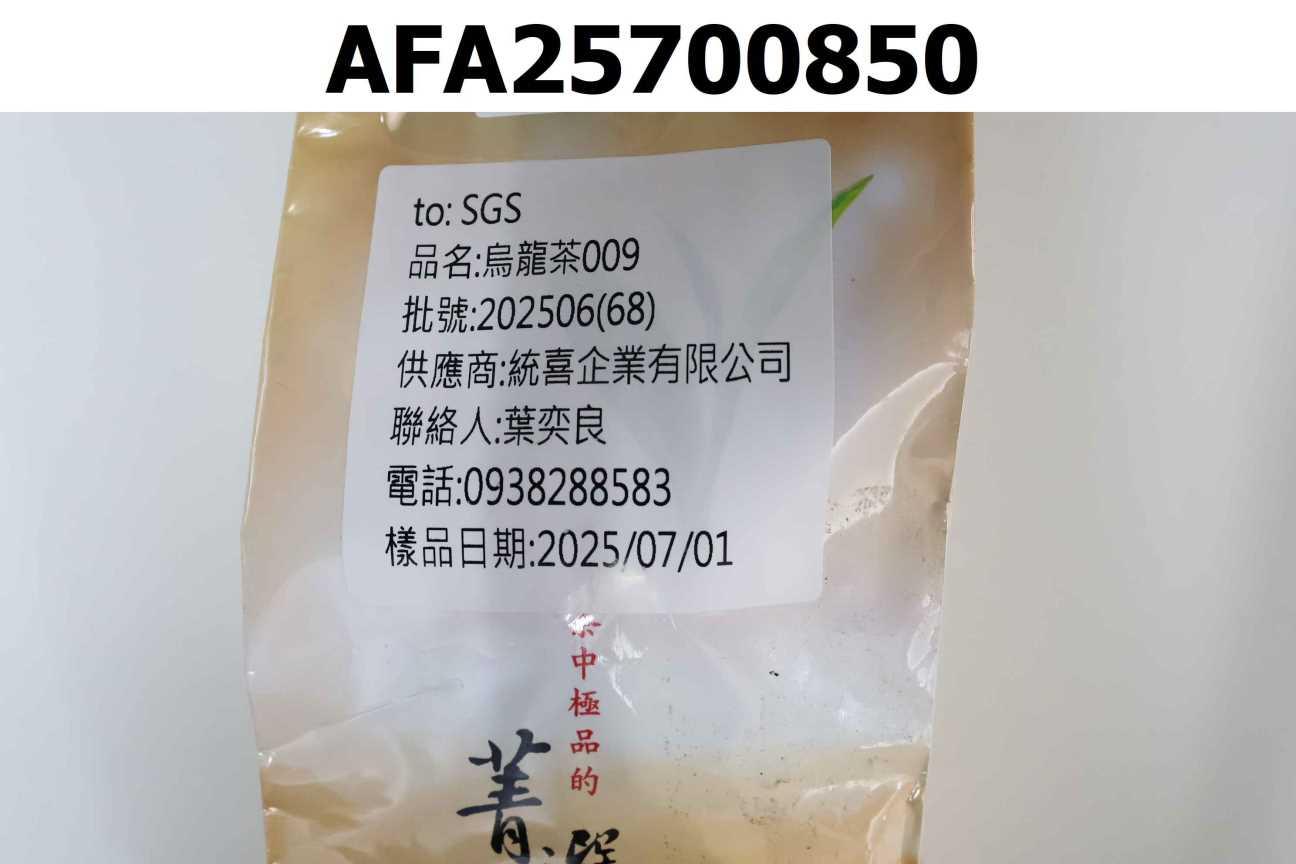 AFA25700850
to: SGS
品名:烏龍茶009
批號:202506(68)
供應商:統喜企業有限公司
聯絡人:葉奕良
電話:0938288583
樣品日期:2025/07/01
茶中極品的
菁